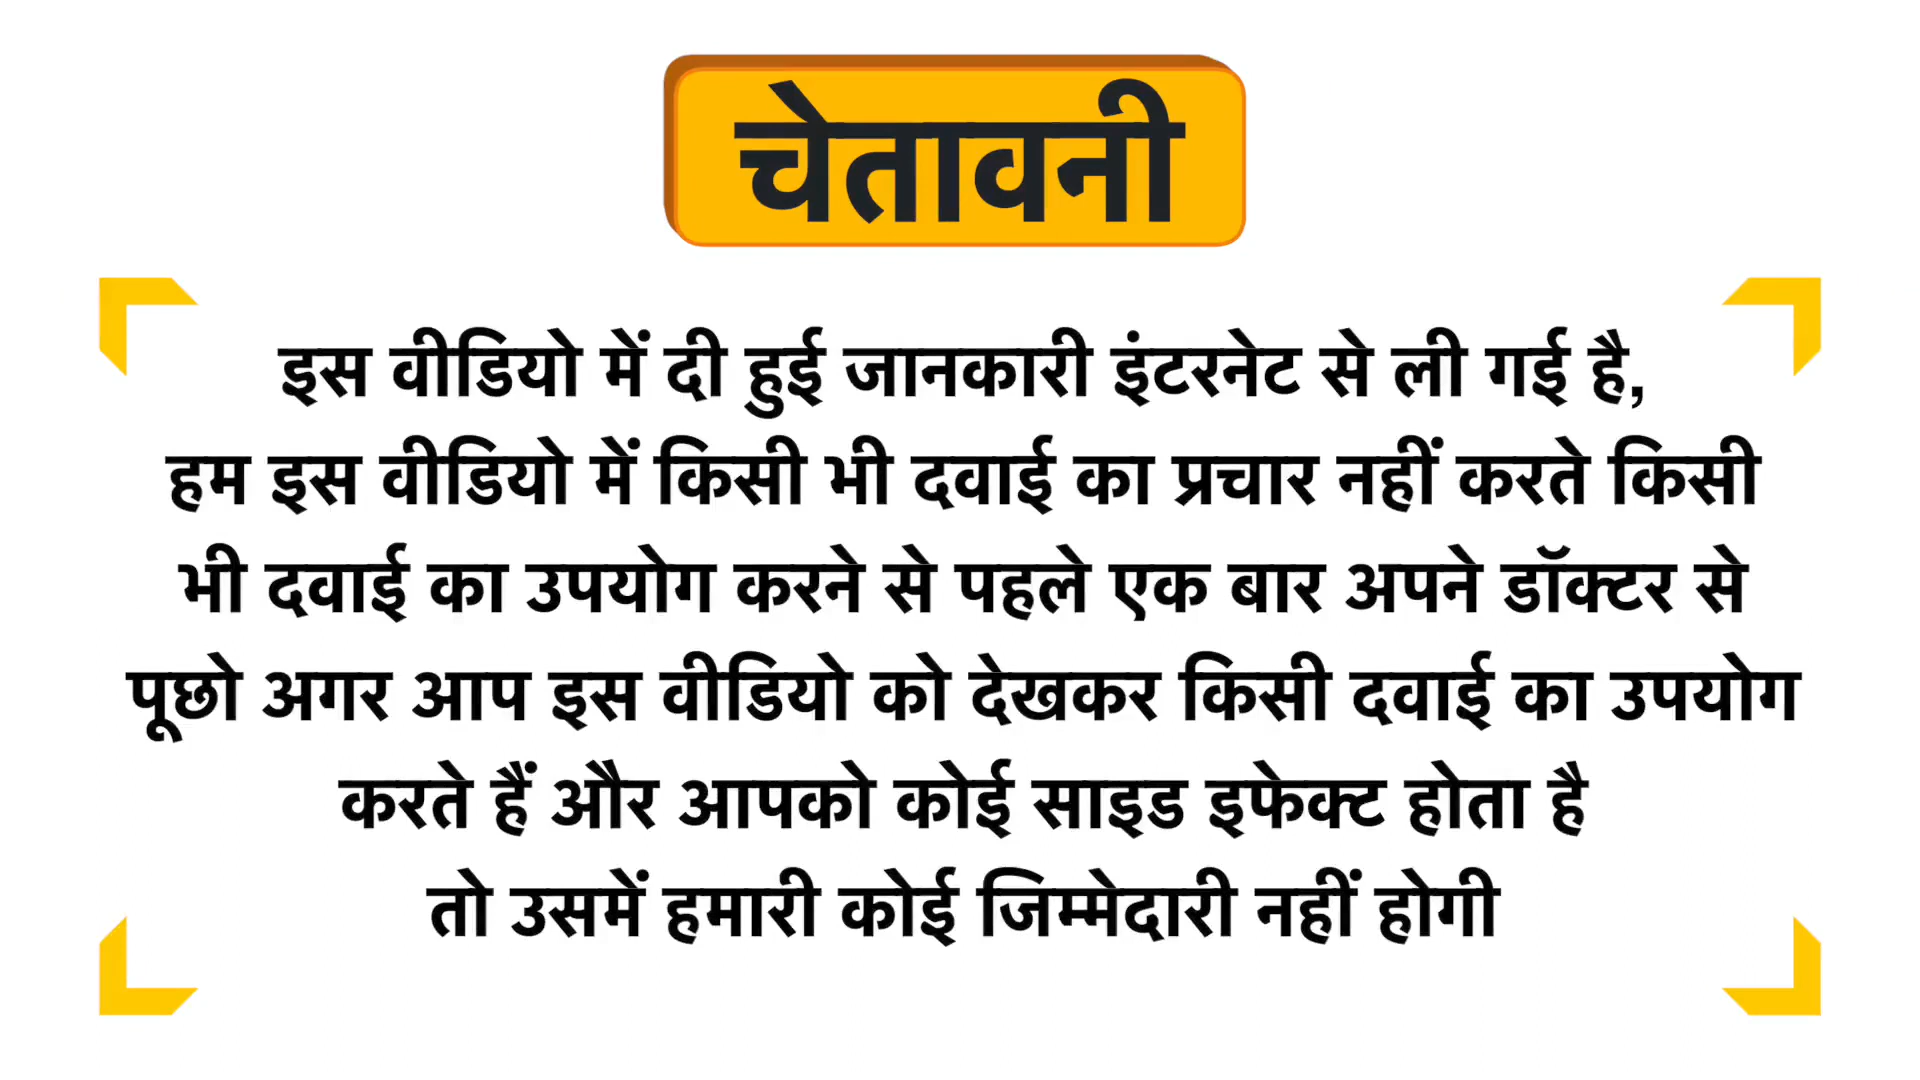 चेतावनी
इस वीडियो में दी हुई जानकारी इंटरनेट से ली गई है,
हम इस वीडियो में किसी भी दवाई का प्रचार नहीं करते किसी
भी दवाई का उपयोग करने से पहले एक बार अपने डॉक्टर से
पूछो अगर आप इस वीडियो को देखकर किसी दवाई का उपयोग
करते हैं और आपको कोई साइड इफेक्ट होता है
तो उसमें हमारी कोई जिम्मेदारी नहीं होगी